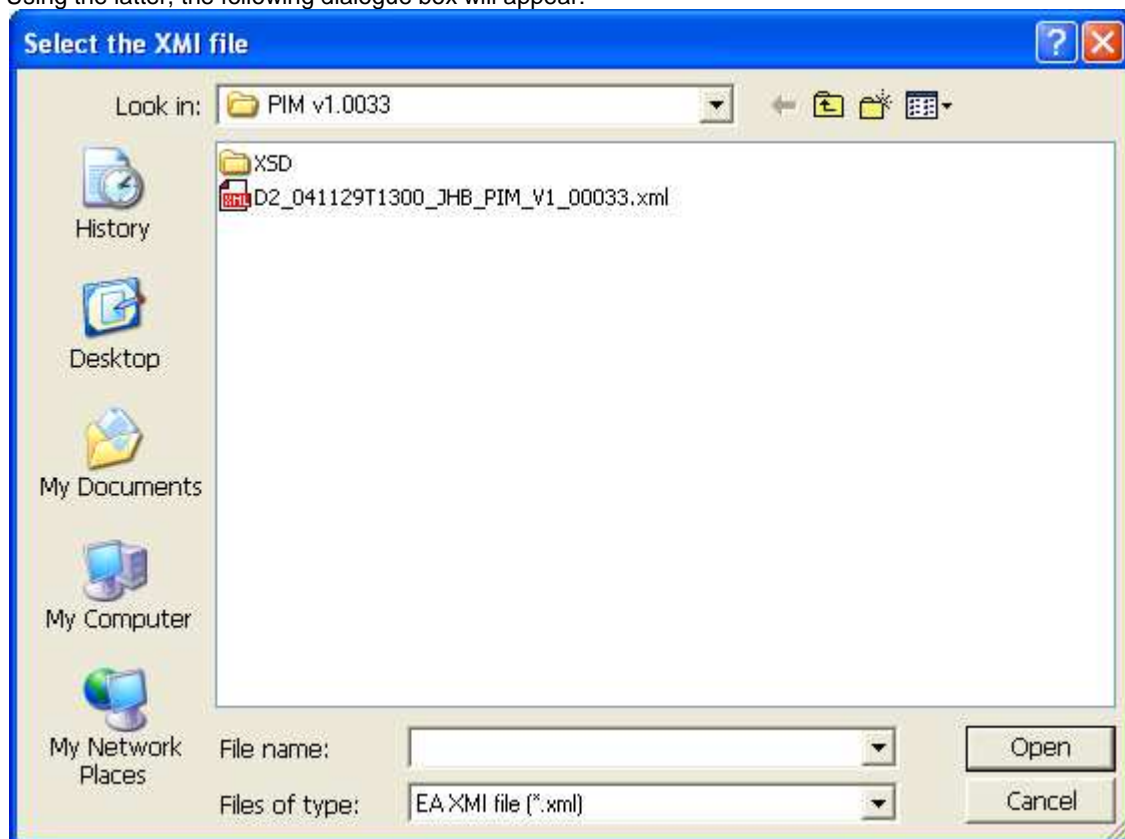 Using the latter, the following dialogue box will appear:
Select the XMI file
Look in: PIM v1.0033
XSD
D2_041129T1300_JHB_PIM_V1_00033.xml
History
Desktop
My Documents
My Computer
My Network
Places
File name:
Open
Files of type: EA XMI file (*.xml)
Cancel